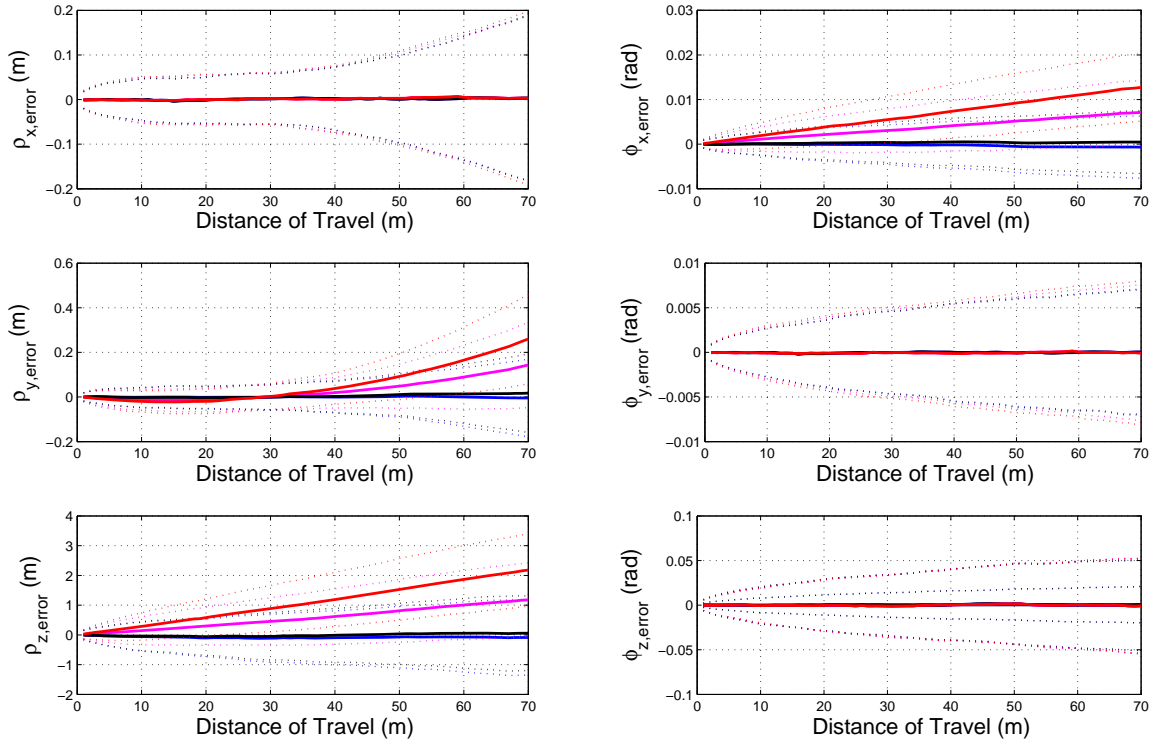 0.2
0.1
0
−0.1
−0.2
ρx,error (m)
0 10 20 30 40 50 60 70
Distance of Travel (m)
0.03
0.02
0.01
0
−0.01
ϕx,error (rad)
0 10 20 30 40 50 60 70
Distance of Travel (m)
0.6
0.4
0.2
0
−0.2
ρy,error (m)
0 10 20 30 40 50 60 70
Distance of Travel (m)
0.01
0.005
0
−0.005
−0.01
ϕy,error (rad)
0 10 20 30 40 50 60 70
Distance of Travel (m)
4
3
2
1
0
−1
−2
ρz,error (m)
0 10 20 30 40 50 60 70
Distance of Travel (m)
0.1
0.05
0
−0.05
−0.1
ϕz,error (rad)
0 10 20 30 40 50 60 70
Distance of Travel (m)